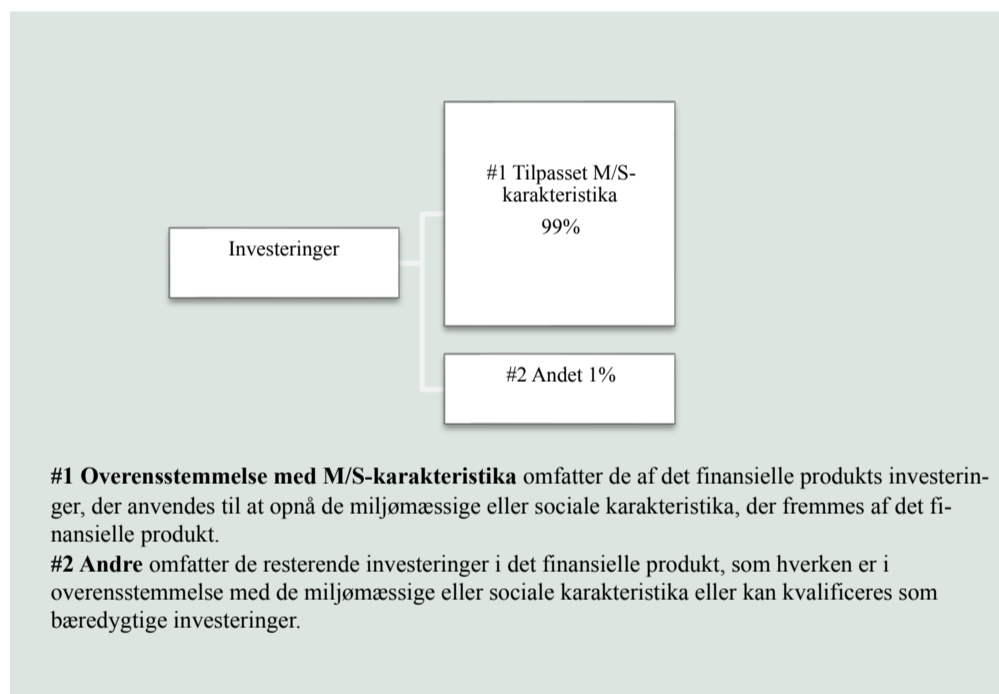 #1 Tilpasset M/S-
karakteristika
99%
Investeringer
#2 Andet 1%
#1 Overensstemmelse med M/S-karakteristika omfatter de af det finansielle produkts investerin-
ger, der anvendes til at opnå de miljømæssige eller sociale karakteristika, der fremmes af det fi-
nansielle produkt.
#2 Andre omfatter de resterende investeringer i det finansielle produkt, som hverken er i
overensstemmelse med de miljømæssige eller sociale karakteristika eller kan kvalificeres som
bæredygtige investeringer.